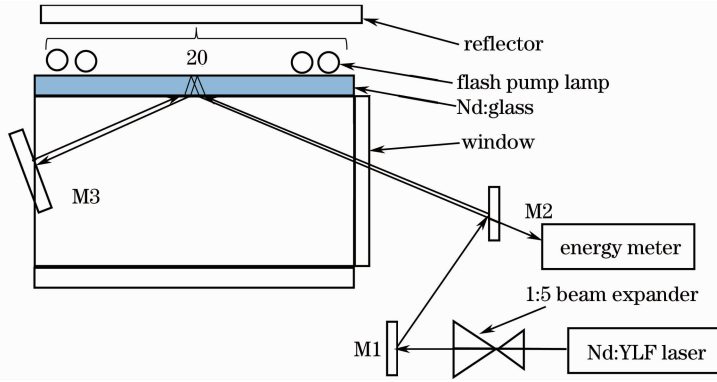 reflector
20
flash pump lamp
Nd:glass
window
M3
M2
energy meter
1:5 beam expander
M1
Nd:YLF laser